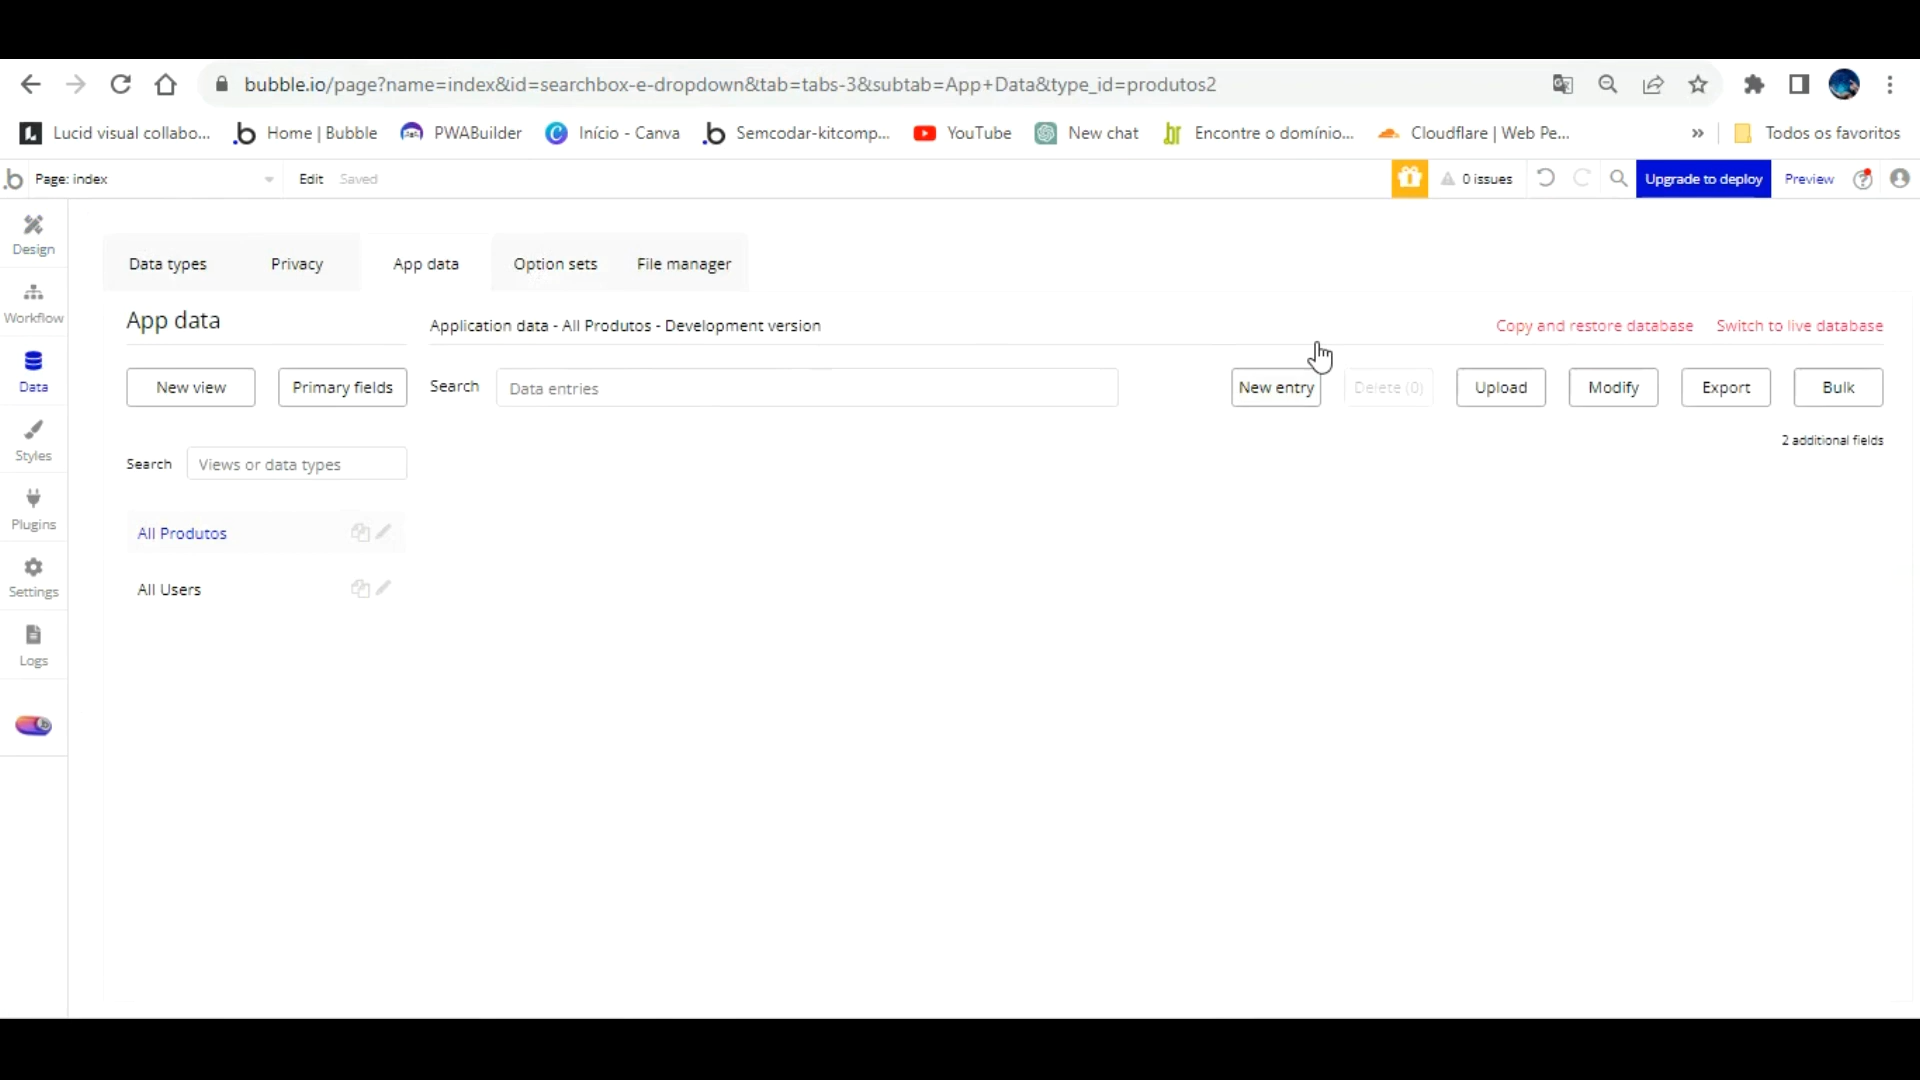 bubble.io/page?name=index&id=searchbox-e-dropdown&tab=tabs-3&subtab=App+Data&type_id=produtos2
Lucid visual collabo... Home | Bubble PWABuilder Início - Canva Semcodar-kitcomp... YouTube New chat Encontre o domínio... Cloudflare | Web Pe... » Todos os favoritos
Page: index Edit Saved 0 issues Upgrade to deploy Preview
Design
Workflow
Data
Styles
Plugins
Settings
Logs
Data types Privacy App data Option sets File manager
App data
Application data - All Produtos - Development version Copy and restore database Switch to live database
New view Primary fields Search Data entries New entry Delete (0) Upload Modify Export Bulk
2 additional fields
Search Views or data types
All Produtos
All Users